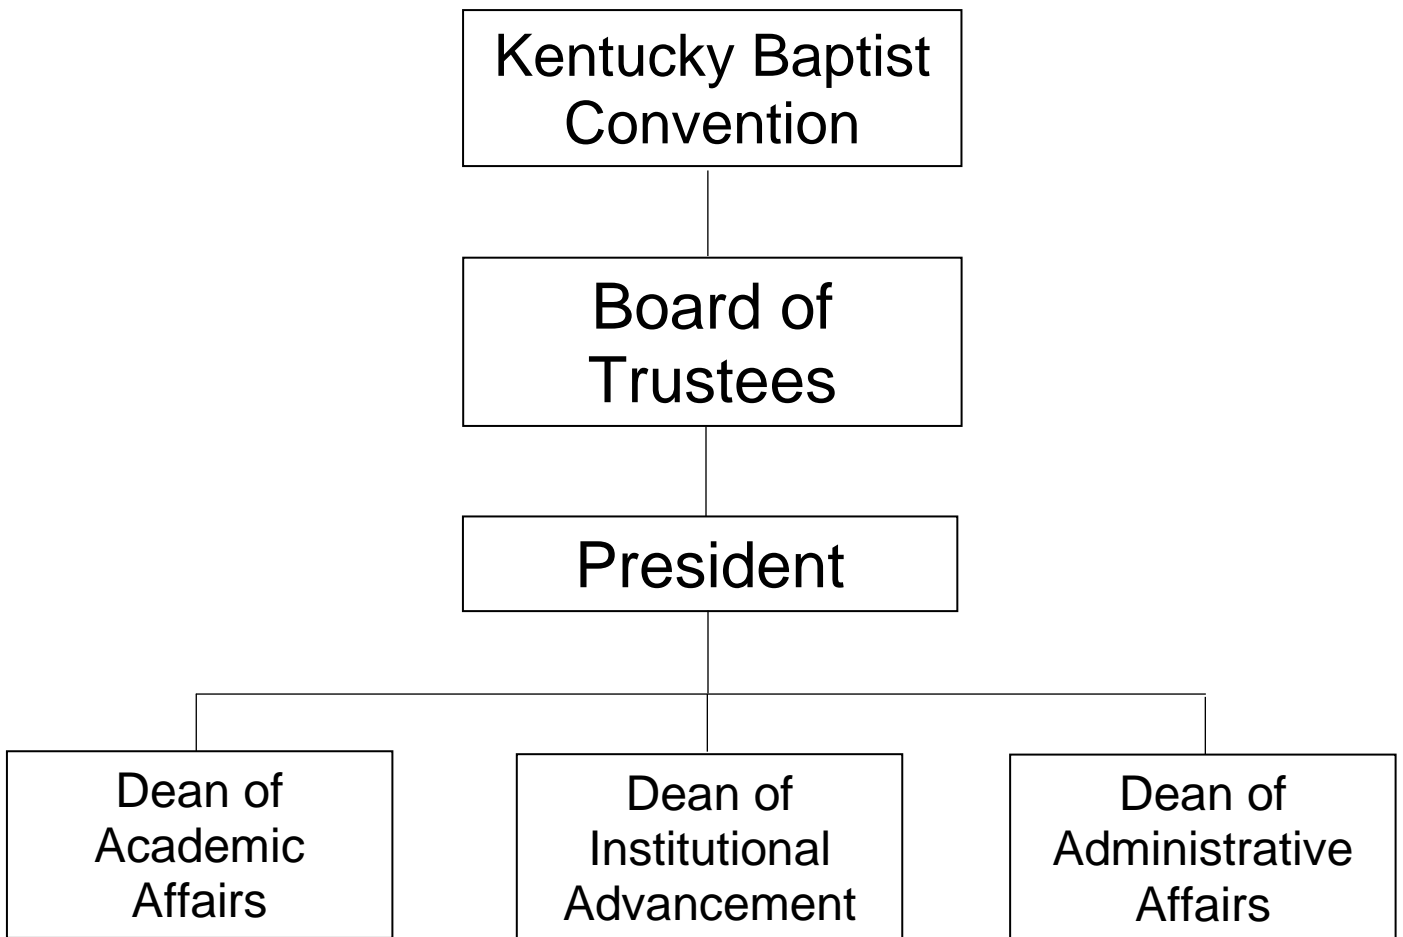 Kentucky Baptist
Convention
Board of
Trustees
President
Dean of
Academic
Affairs
Dean of
Institutional
Advancement
Dean of
Administrative
Affairs